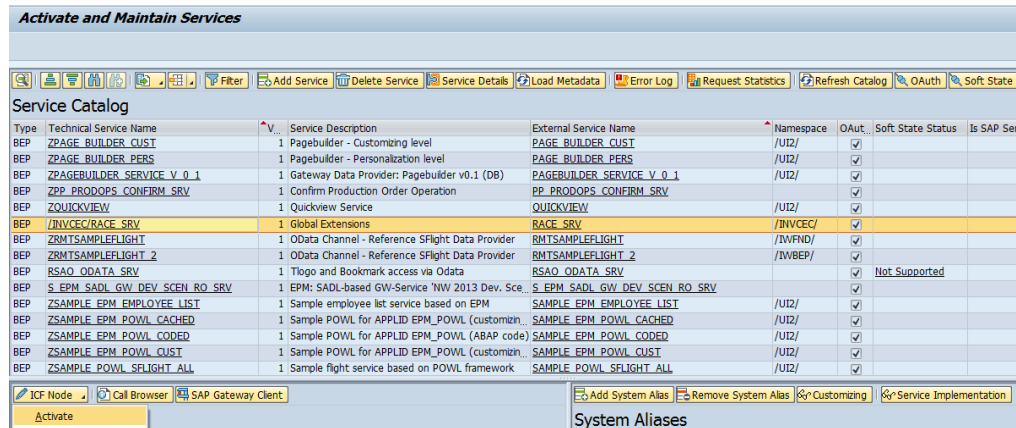 Activate and Maintain Services
Filter Add Service Delete Service Service Details Load Metadata Error Log Request Statistics Refresh Catalog OAuth Soft State
Service Catalog
Type Technical Service Name V... Service Description External Service Name Namespace OAut... Soft State Status Is SAP Ser
BEP ZPAGE_BUILDER_CUST 1 Pagebuilder - Customizing level PAGE_BUILDER_CUST /UI2/
BEP ZPAGE_BUILDER_PERS 1 Pagebuilder - Personalization level PAGE_BUILDER_PERS /UI2/
BEP ZPAGEBUILDER_SERVICE_V_0_1 1 Gateway Data Provider: Pagebuilder v0.1 (DB) PAGEBUILDER_SERVICE_V_0_1 /UI2/
BEP ZPP_PRODOPS_CONFIRM_SRV 1 Confirm Production Order Operation PP_PRODOPS_CONFIRM_SRV
BEP ZQUICKVIEW 1 Quickview Service QUICKVIEW /UI2/
BEP /INVCEC/RACE_SRV 1 Global Extensions RACE_SRV /INVCEC/
BEP ZRMTSAMPLEFLIGHT 1 OData Channel - Reference SFlight Data Provider RMTSAMPLEFLIGHT /IWFND/
BEP ZRMTSAMPLEFLIGHT_2 1 OData Channel - Reference SFlight Data Provider RMTSAMPLEFLIGHT_2 /IWBEP/
BEP RSAO_ODATA_SRV 1 Tlogo and Bookmark access via Odata RSAO_ODATA_SRV Not Supported
BEP S_EPM_SADL_GW_DEV_SCEN_RO_SRV 1 EPM: SADL-based GW-Service 'NW 2013 Dev. Sce... S_EPM_SADL_GW_DEV_SCEN_RO_SRV
BEP ZSAMPLE_EPM_EMPLOYEE_LIST 1 Sample employee list service based on EPM SAMPLE_EPM_EMPLOYEE_LIST /UI2/
BEP ZSAMPLE_EPM_POWL_CACHED 1 Sample POWL for APPLID EPM_POWL (customizin... SAMPLE_EPM_POWL_CACHED /UI2/
BEP ZSAMPLE_EPM_POWL_CODED 1 Sample POWL for APPLID EPM_POWL (ABAP code) SAMPLE_EPM_POWL_CODED /UI2/
BEP ZSAMPLE_EPM_POWL_CUST 1 Sample POWL for APPLID EPM_POWL (customizin... SAMPLE_EPM_POWL_CUST /UI2/
BEP ZSAMPLE_POWL_SFLIGHT_ALL 1 Sample flight service based on POWL framework SAMPLE_POWL_SFLIGHT_ALL /UI2/
ICF Node Call Browser SAP Gateway Client Add System Alias Remove System Alias Customizing Service Implementation
Activate System Aliases